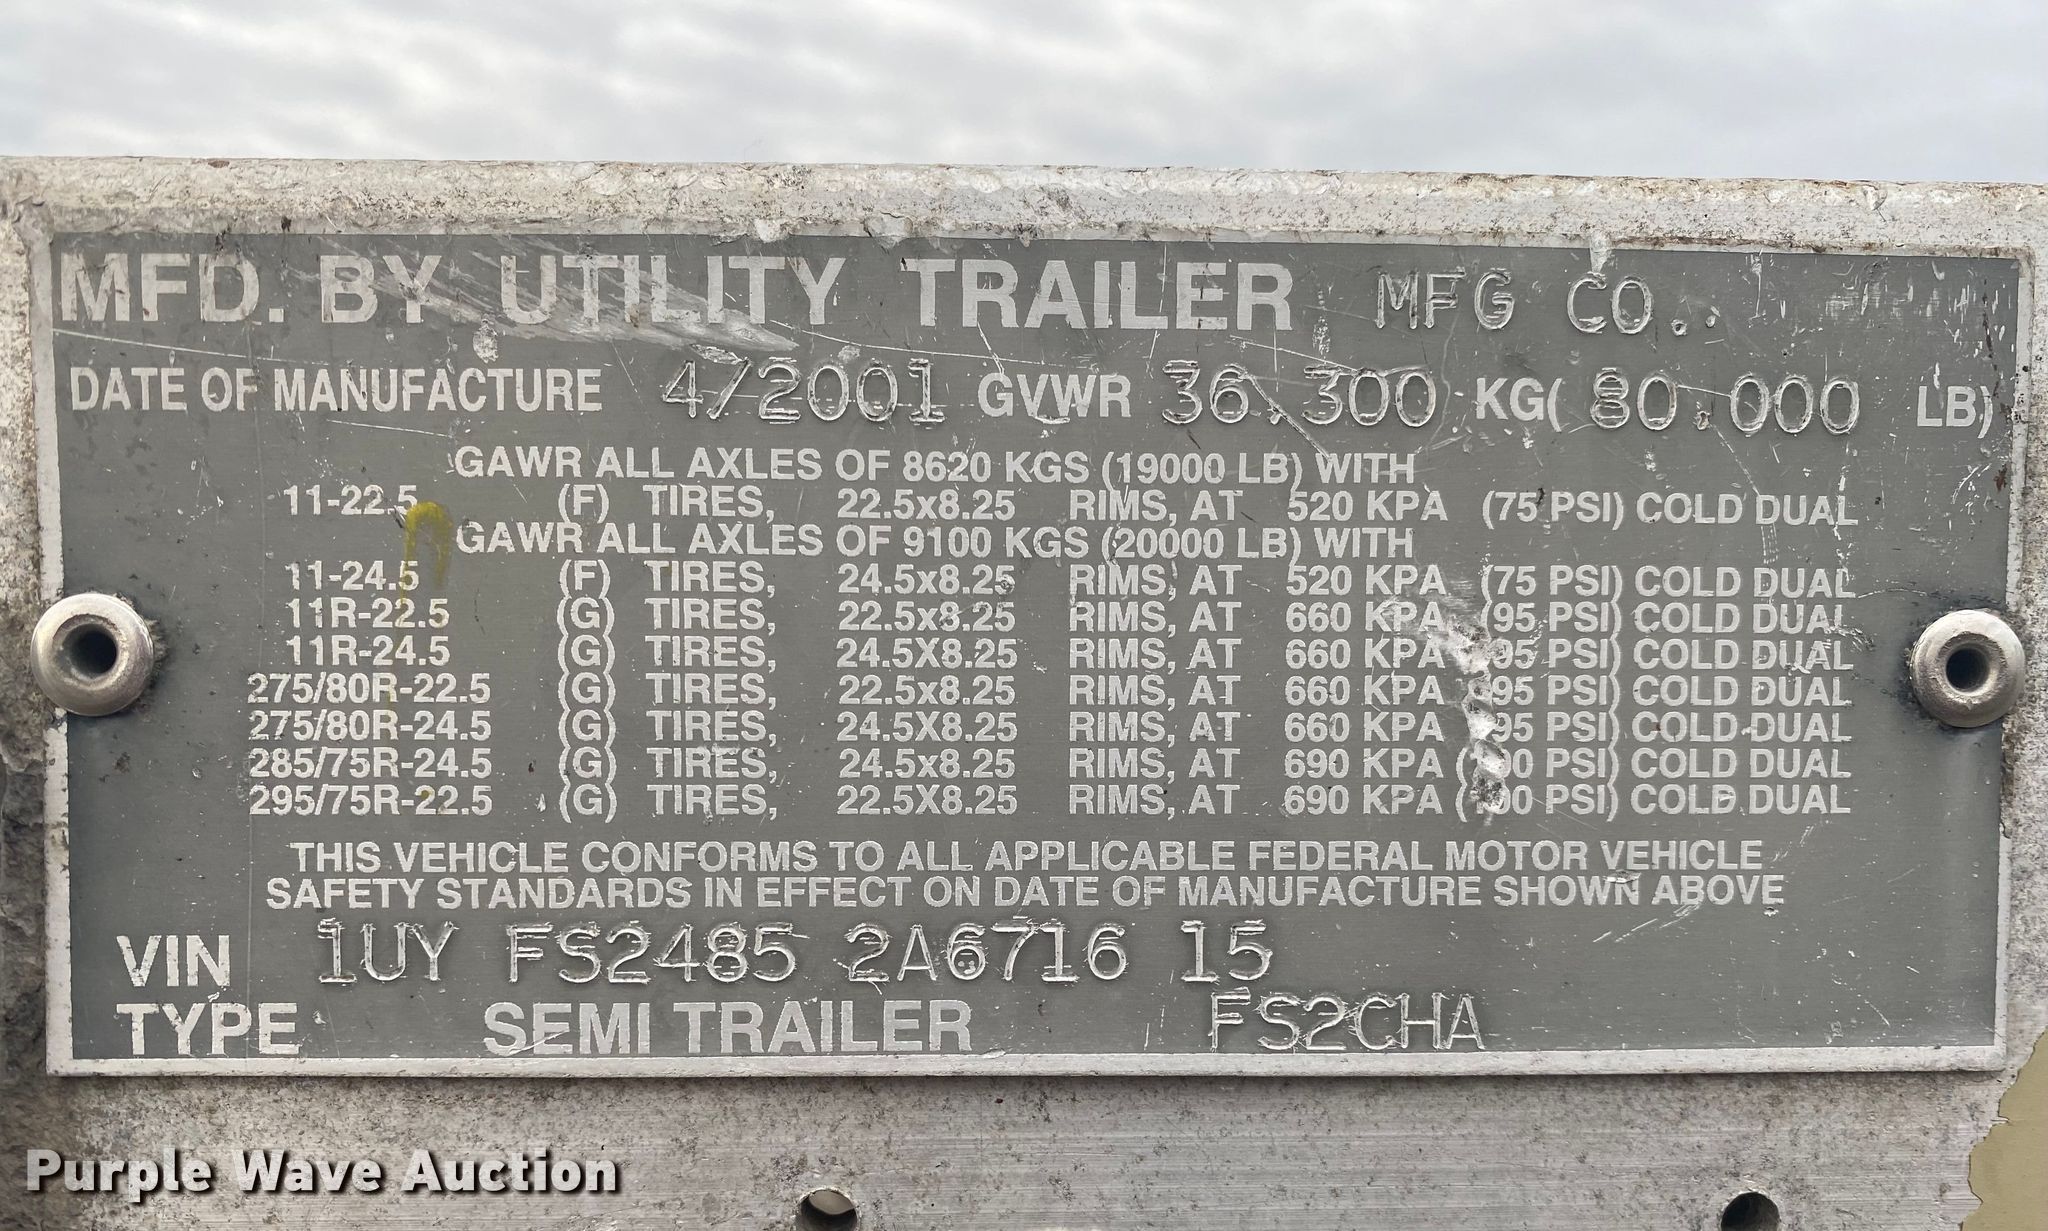 MFD. BY UTILITY TRAILER MFG CO..
DATE OF MANUFACTURE 4/2001 GVWR 36.300 KG( 80.000 LB)
GAWR ALL AXLES OF 8620 KGS (19000 LB) WITH
11-22.5 (F) TIRES, 22.5x8.25 RIMS, AT 520 KPA (75 PSI) COLD DUAL
GAWR ALL AXLES OF 9100 KGS (20000 LB) WITH
11-24.5 (F) TIRES, 24.5x8.25 RIMS, AT 520 KPA (75 PSI) COLD DUAL
11R-22.5 (G) TIRES, 22.5x8.25 RIMS, AT 660 KPA (95 PSI) COLD DUAL
11R-24.5 (G) TIRES, 24.5X8.25 RIMS, AT 660 KPA (95 PSI) COLD DUAL
275/80R-22.5 (G) TIRES, 22.5x8.25 RIMS, AT 660 KPA (95 PSI) COLD DUAL
275/80R-24.5 (G) TIRES, 24.5X8.25 RIMS, AT 660 KPA (95 PSI) COLD DUAL
285/75R-24.5 (G) TIRES, 24.5x8.25 RIMS, AT 690 KPA (100 PSI) COLD DUAL
295/75R-22.5 (G) TIRES, 22.5X8.25 RIMS, AT 690 KPA (100 PSI) COLD DUAL
THIS VEHICLE CONFORMS TO ALL APPLICABLE FEDERAL MOTOR VEHICLE
SAFETY STANDARDS IN EFFECT ON DATE OF MANUFACTURE SHOWN ABOVE
VIN 1UY FS2485 2A6716 15
TYPE SEMI TRAILER FS2CHA
Purple Wave Auction